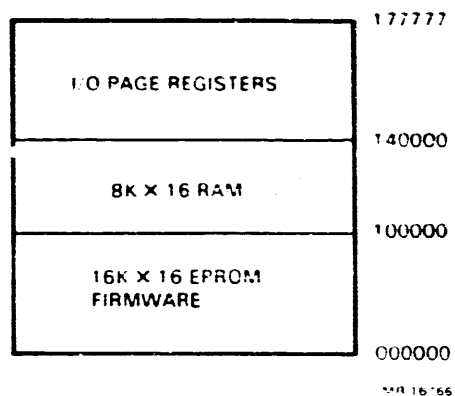 177777
I/O PAGE REGISTERS
140000
8K X 16 RAM
100000
16K X 16 EPROM
FIRMWARE
000000